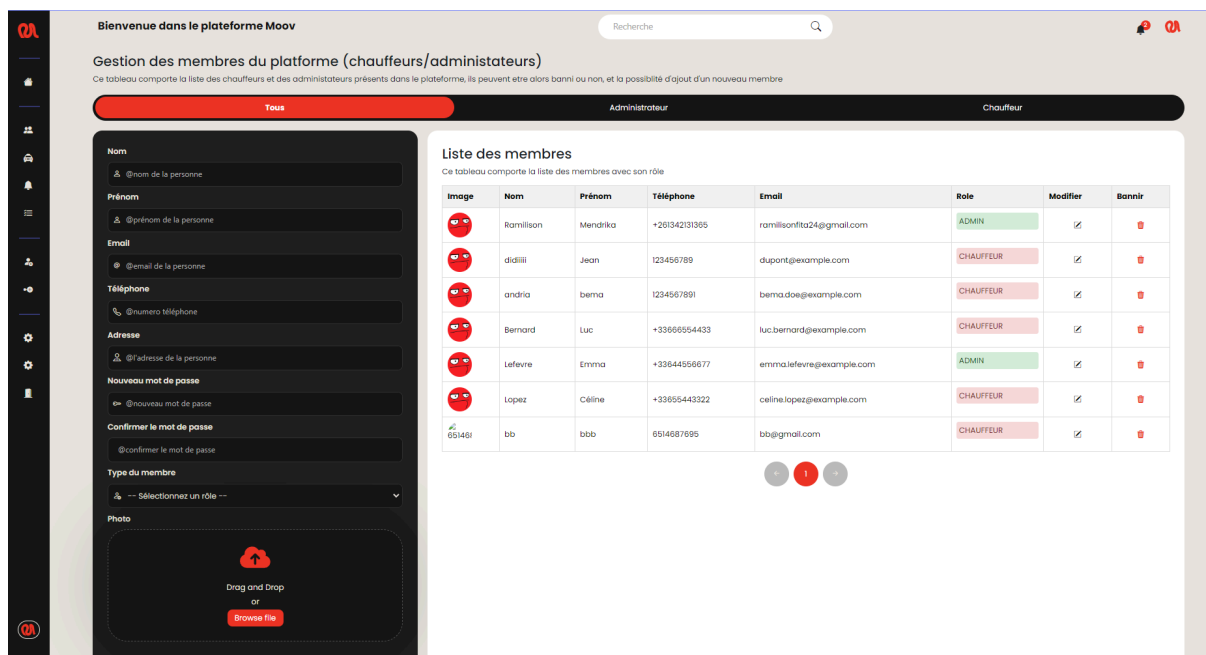 Bienvenue dans le plateforme Moov
Recherche
2
Gestion des membres du platforme (chauffeurs/administateurs)
Ce tableau comporte la liste des chauffeurs et des administateurs présents dans le plateforme, ils peuvent etre alors banni ou non, et la possiblité d'ajout d'un nouveau membre
Tous Administrateur Chauffeur
Nom
@nom de la personne
Prénom
@prénom de la personne
Email
@email de la personne
Téléphone
@numero téléphone
Adresse
@l'adresse de la personne
Nouveau mot de passe
@nouveau mot de passe
Confirmer le mot de passe
@confirmer le mot de passe
Type du membre
-- Sélectionnez un rôle --
Photo
Drag and Drop
or
Browse file
Liste des membres
Ce tableau comporte la liste des membres avec son rôle
Image Nom Prénom Téléphone Email Role Modifier Bannir
Ramilison Mendrika +261342131365 ramilisonfita24@gmail.com ADMIN
didiiii Jean 123456789 dupont@example.com CHAUFFEUR
andria bema 1234567891 bema.doe@example.com CHAUFFEUR
Bernard Luc +33666554433 luc.bernard@example.com CHAUFFEUR
Lefevre Emma +33644556677 emma.lefevre@example.com ADMIN
Lopez Céline +33655443322 celine.lopez@example.com CHAUFFEUR
bb bbb 6514687695 bb@gmail.com CHAUFFEUR
← 1 →